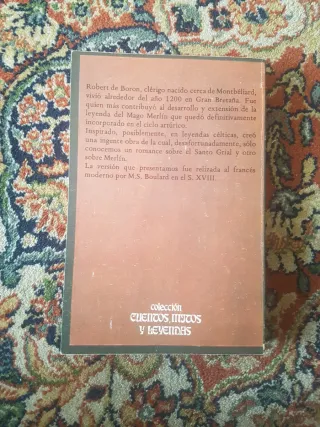 Robert de Boron, clérigo nacido cerca de Montbéliard,
vivió alrededor del año 1200 en Gran Bretaña. Fue
quien más contribuyó al desarrollo y extensión de la
leyenda del Mago Merlín que quedó definitivamente
incorporado en el ciclo artúrico.
Inspirado, posiblemente, en leyendas célticas, creó
una ingente obra de la cual, desafortunadamente, sólo
conocemos un romance sobre el Santo Grial y otro
sobre Merlín.
La versión que presentamos fue relizada al francés
moderno por M.S. Boulard en el S. XVIII.
colección
CUENTOS, MITOS
Y LEYENDAS